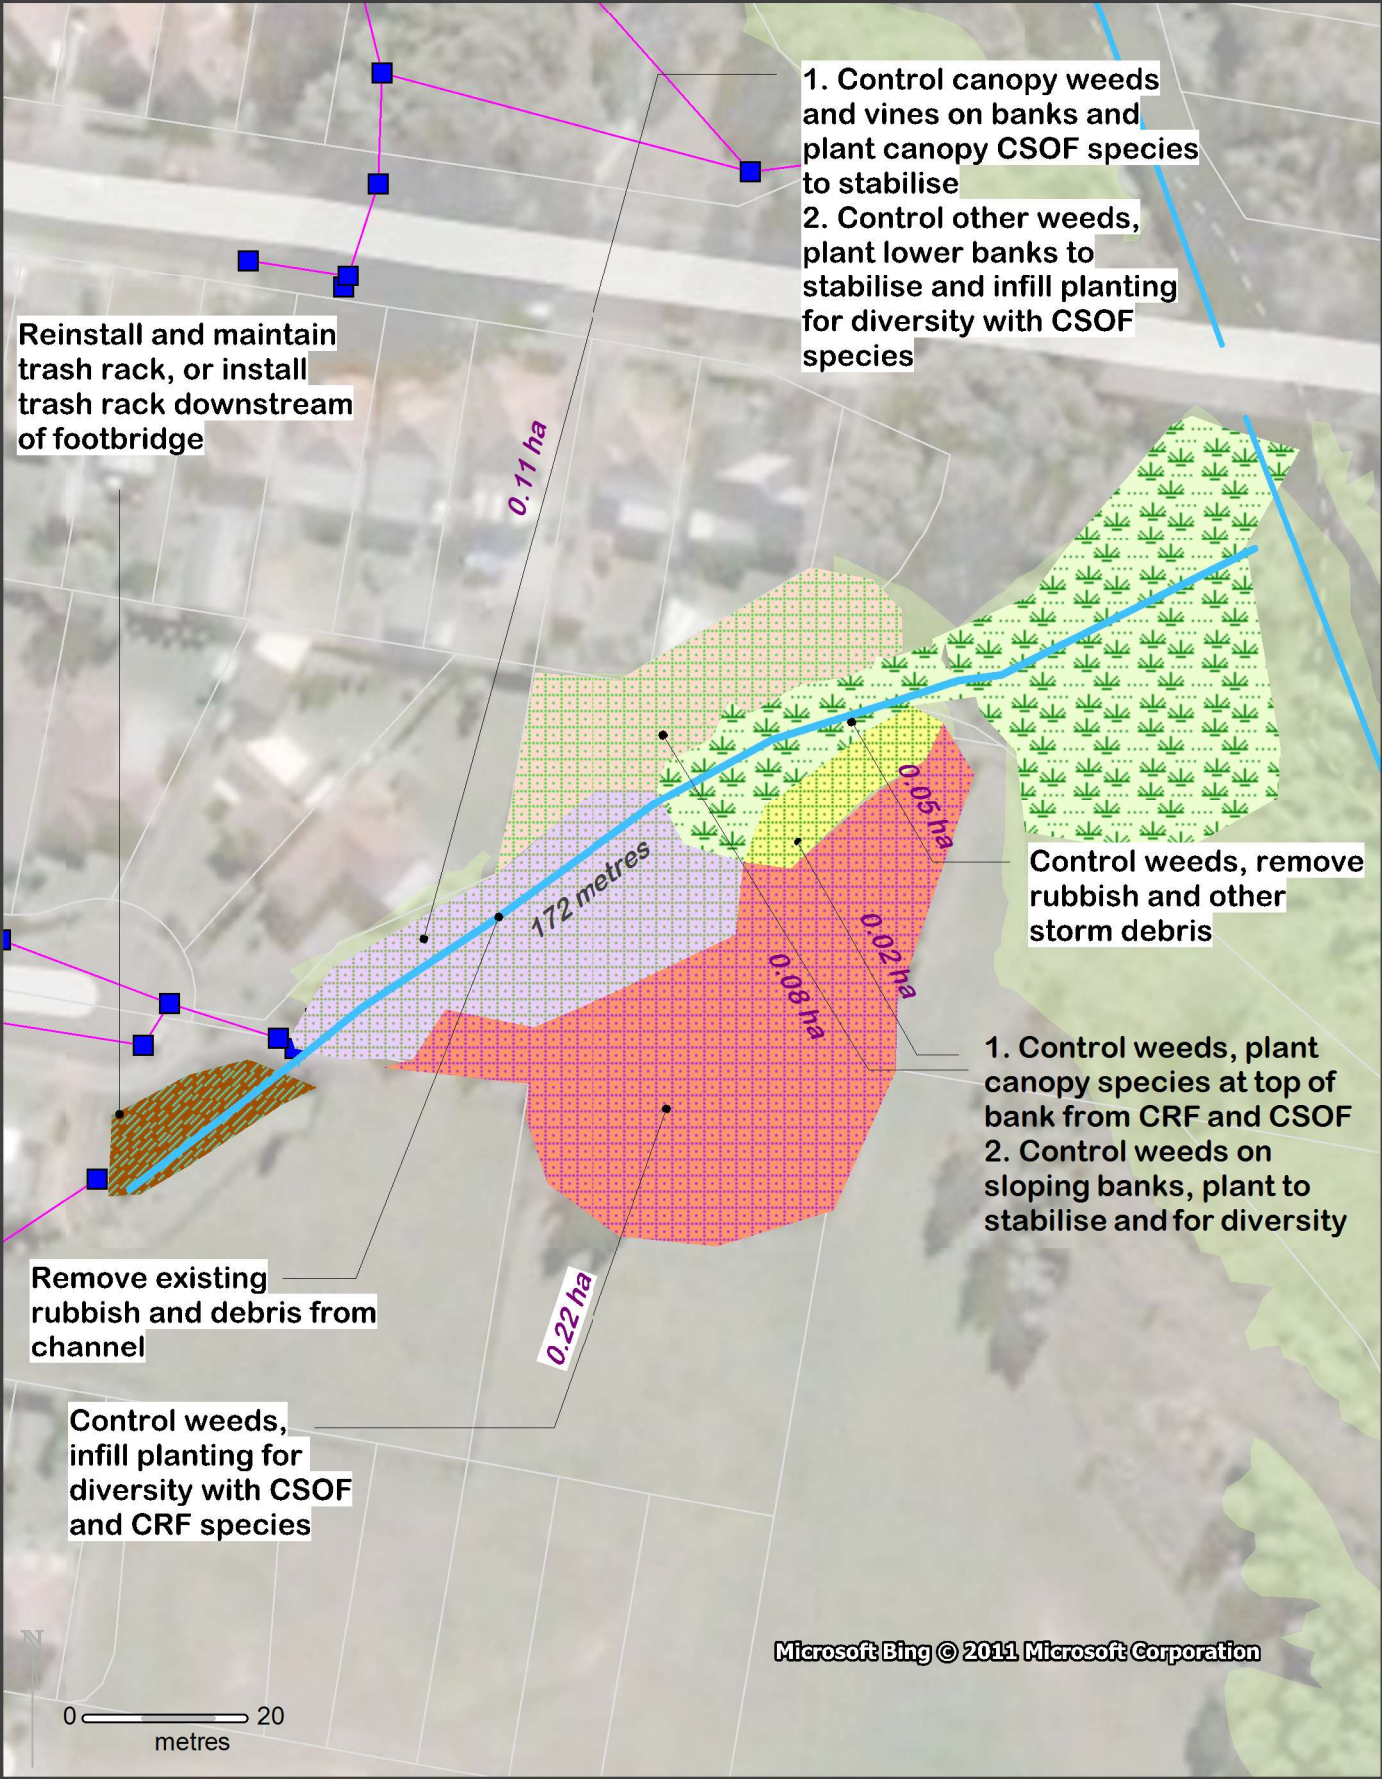 1. Control canopy weeds
and vines on banks and
plant canopy CSOF species
to stabilise
2. Control other weeds,
plant lower banks to
stabilise and infill planting
for diversity with CSOF
species
Reinstall and maintain
trash rack, or install
trash rack downstream
of footbridge
0.11 ha
172 metres
0.05 ha
Control weeds, remove
rubbish and other
storm debris
0.02 ha
0.08 ha
1. Control weeds, plant
canopy species at top of
bank from CRF and CSOF
2. Control weeds on
sloping banks, plant to
stabilise and for diversity
Remove existing
rubbish and debris from
channel
0.22 ha
Control weeds,
infill planting for
diversity with CSOF
and CRF species
N
Microsoft Bing © 2011 Microsoft Corporation
0 20
metres